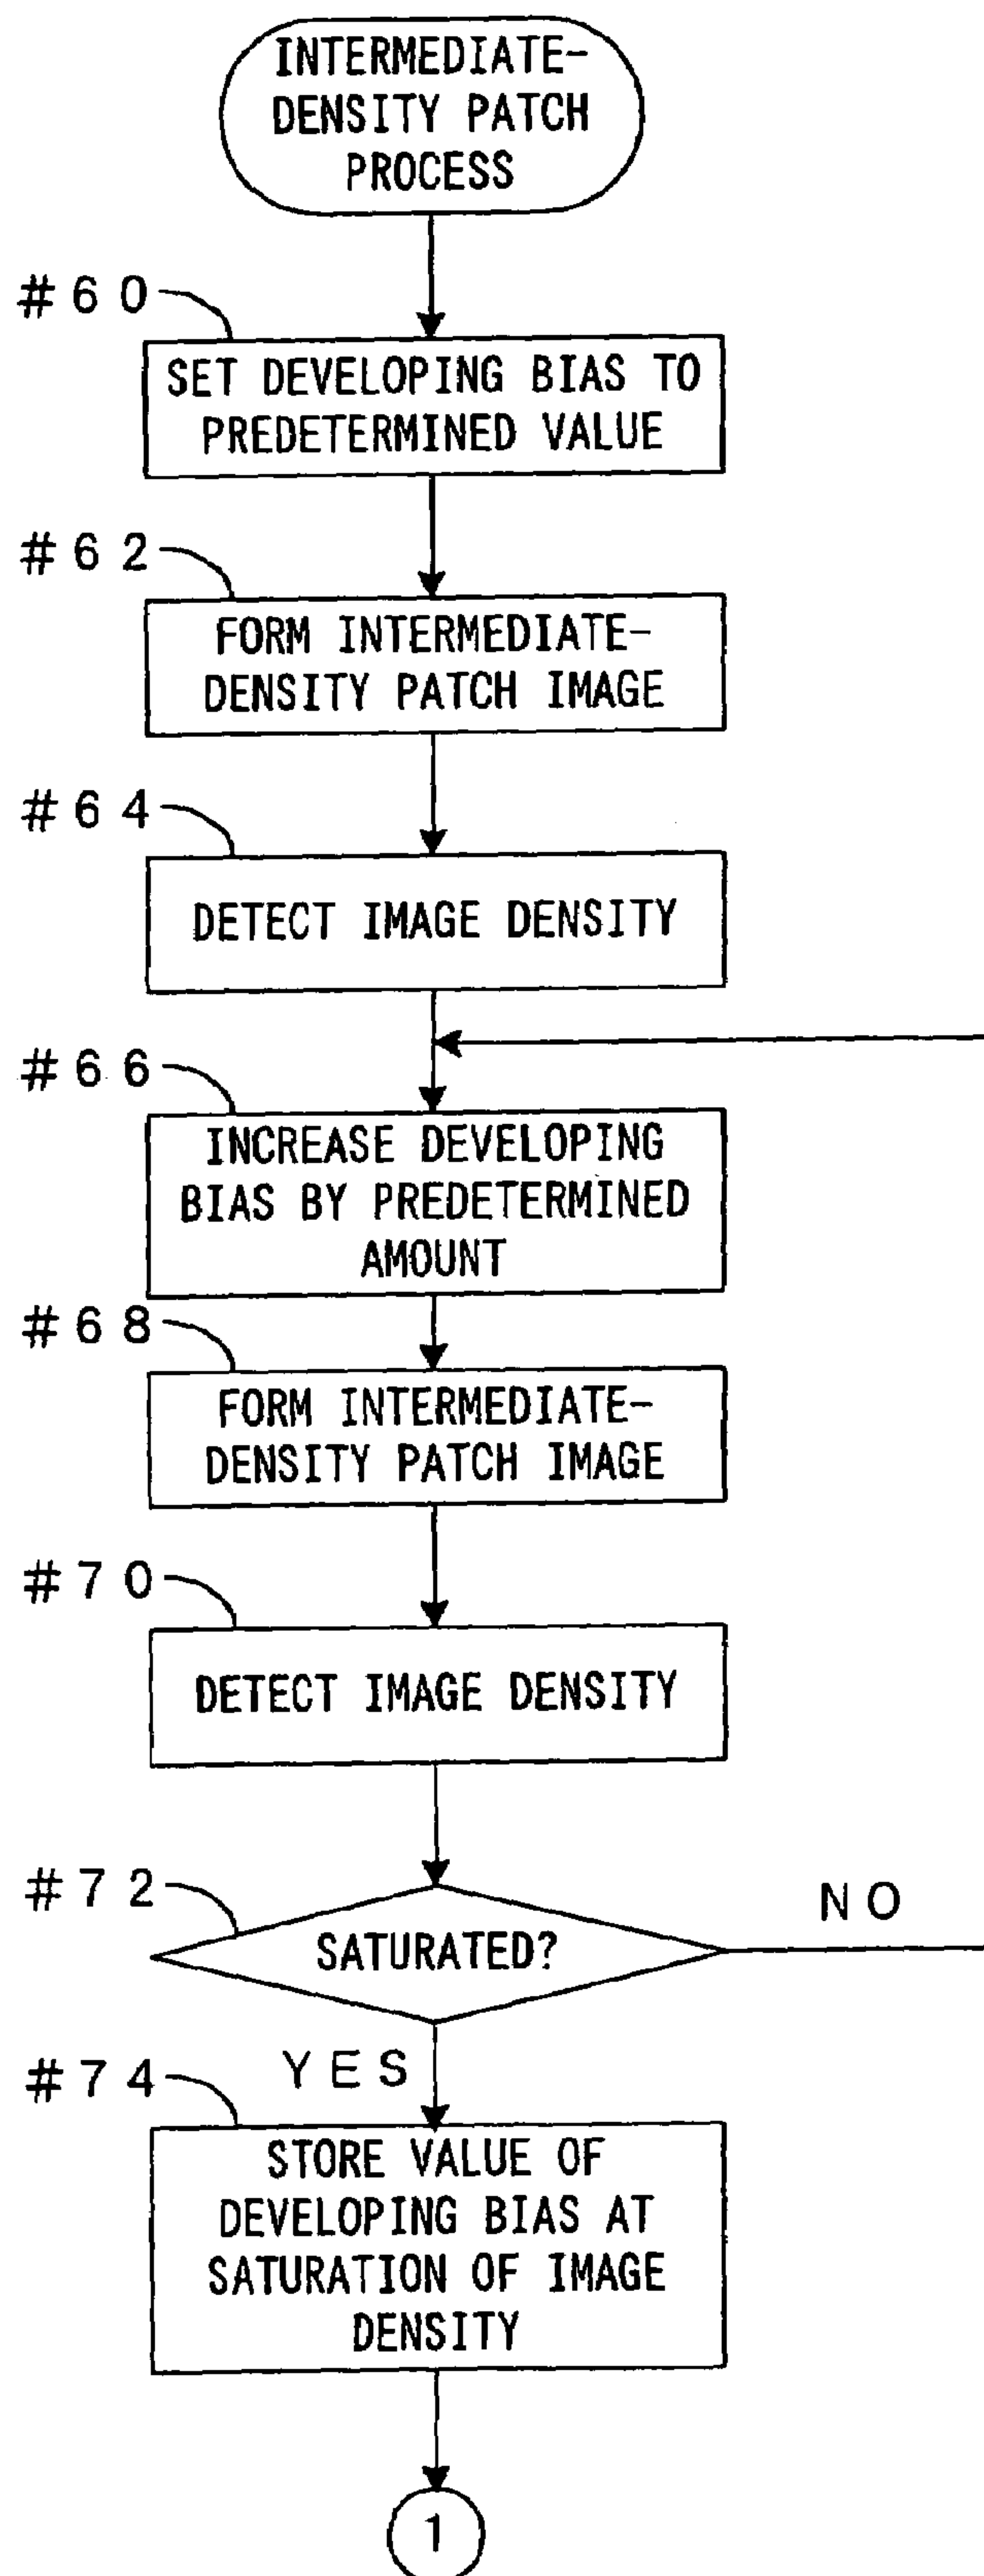 INTERMEDIATE-
DENSITY PATCH
PROCESS
#60
SET DEVELOPING BIAS TO
PREDETERMINED VALUE
#62
FORM INTERMEDIATE-
DENSITY PATCH IMAGE
#64
DETECT IMAGE DENSITY
#66
INCREASE DEVELOPING
BIAS BY PREDETERMINED
AMOUNT
#68
FORM INTERMEDIATE-
DENSITY PATCH IMAGE
#70
DETECT IMAGE DENSITY
#72
SATURATED?
NO
YES
#74
STORE VALUE OF
DEVELOPING BIAS AT
SATURATION OF IMAGE
DENSITY
1